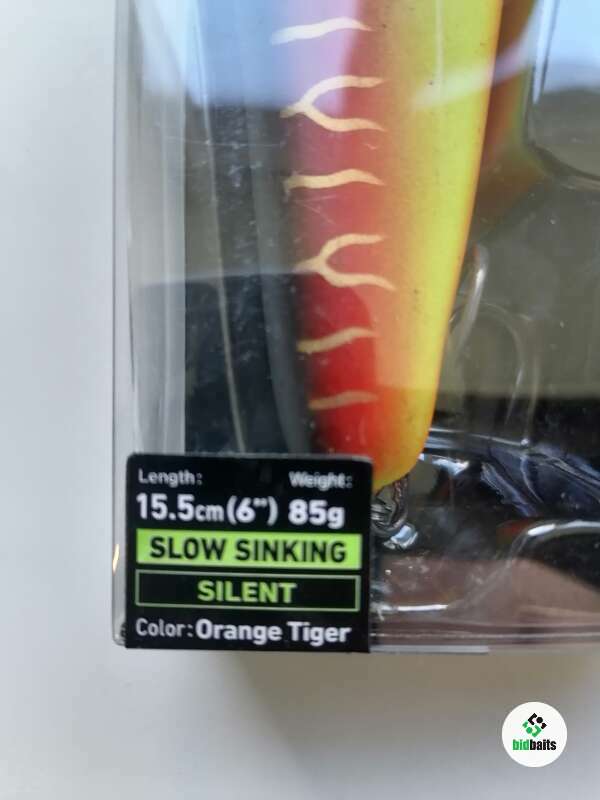 Length: Weight:
15.5cm(6") 85g
SLOW SINKING
SILENT
Color: Orange Tiger
bidbaits